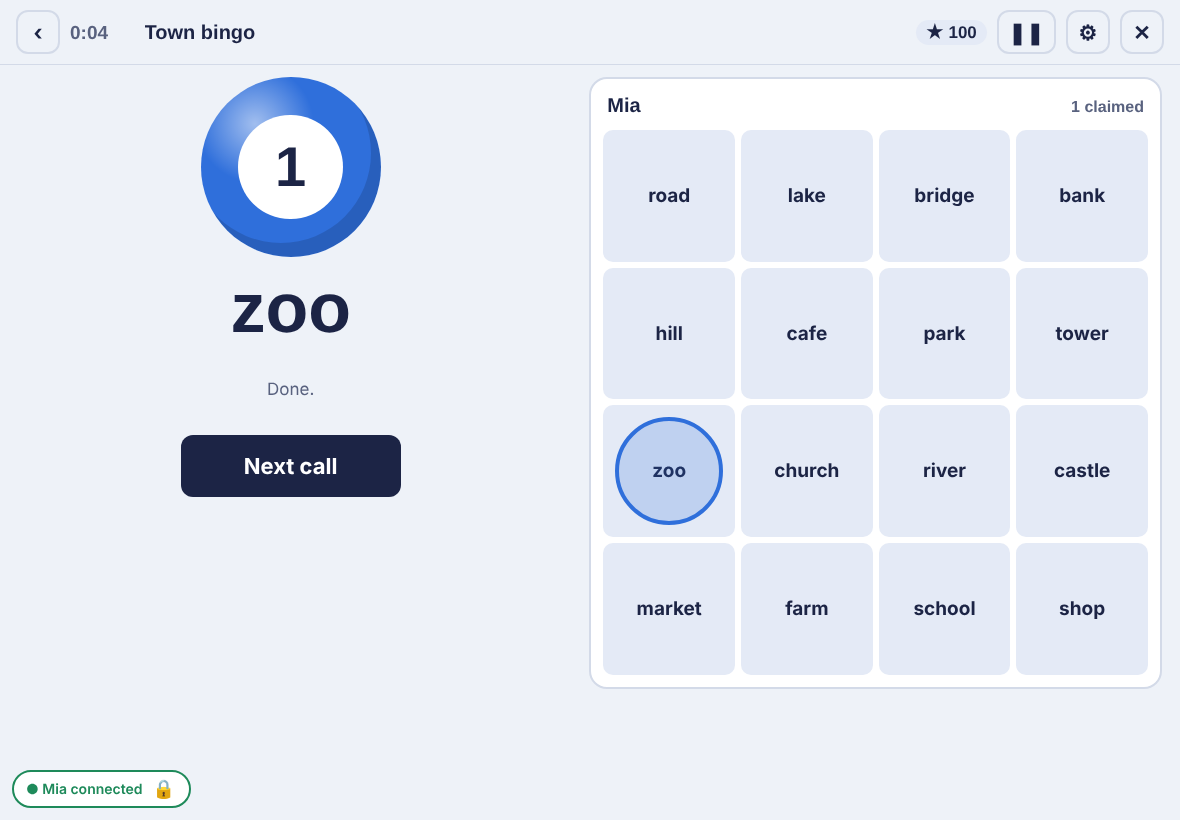 ‹ 0:04 Town bingo ★ 100 ❚❚ ⚙ ✕
1
zoo
Done.
Next call
Mia 1 claimed
road lake bridge bank
hill cafe park tower
zoo church river castle
market farm school shop
Mia connected 🔒